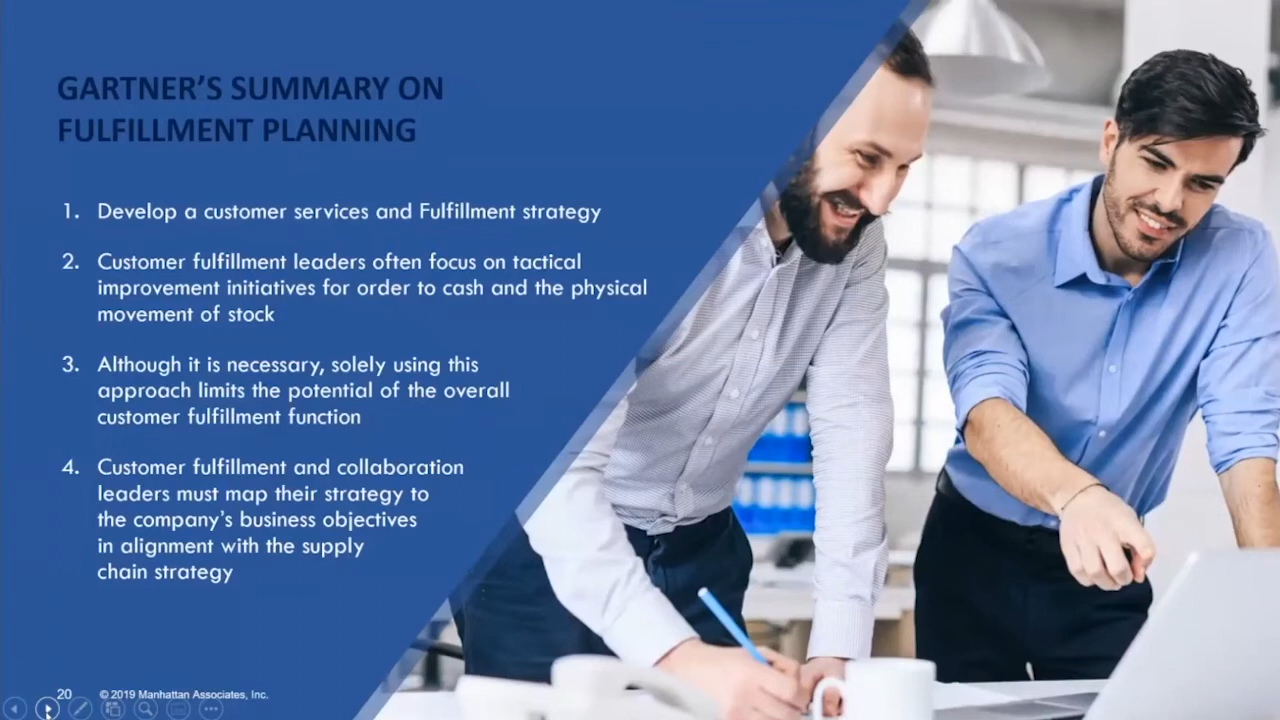 GARTNER'S SUMMARY ON
FULFILLMENT PLANNING
1. Develop a customer services and Fulfillment strategy
2. Customer fulfillment leaders often focus on tactical
improvement initiatives for order to cash and the physical
movement of stock
3. Although it is necessary, solely using this
approach limits the potential of the overall
customer fulfillment function
4. Customer fulfillment and collaboration
leaders must map their strategy to
the company's business objectives
in alignment with the supply
chain strategy
20 © 2019 Manhattan Associates, Inc.